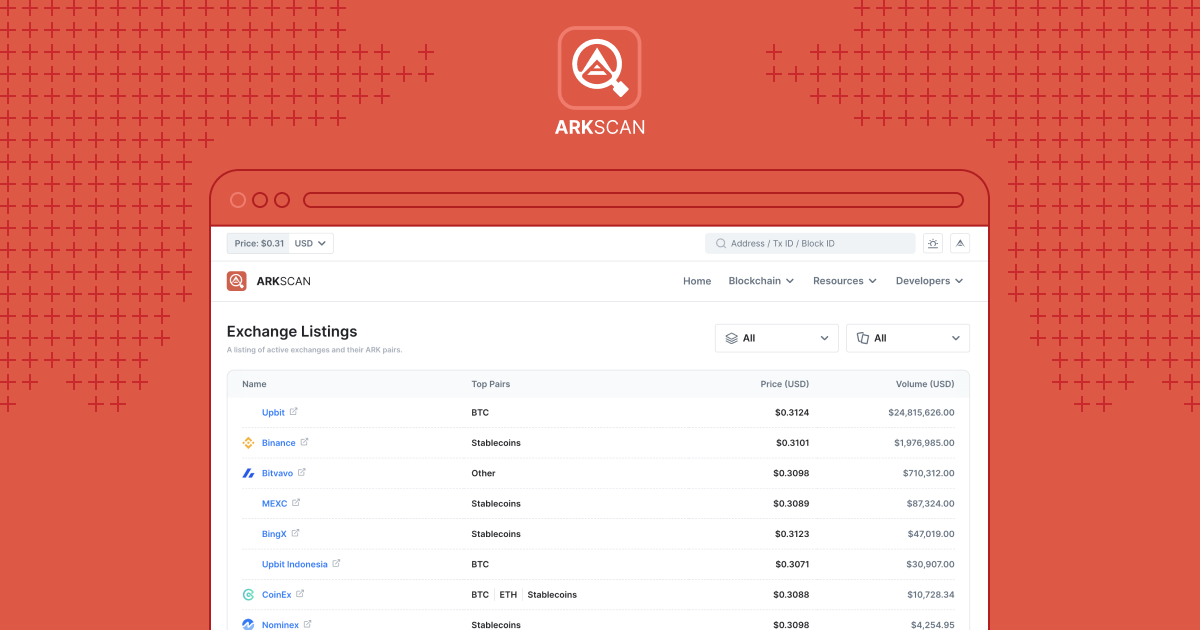 ARKSCAN
Price: $0.31 USD Address / Tx ID / Block ID
ARKSCAN Home Blockchain Resources Developers
Exchange Listings All All
A listing of active exchanges and their ARK pairs.
Name Top Pairs Price (USD) Volume (USD)
Upbit BTC $0.3124 $24,815,626.00
Binance Stablecoins $0.3101 $1,976,985.00
Bitvavo Other $0.3098 $710,312.00
MEXC Stablecoins $0.3089 $87,324.00
BingX Stablecoins $0.3123 $47,019.00
Upbit Indonesia BTC $0.3071 $30,907.00
CoinEx BTC ETH Stablecoins $0.3088 $10,728.34
Nominex Stablecoins $0.3098 $4,254.95